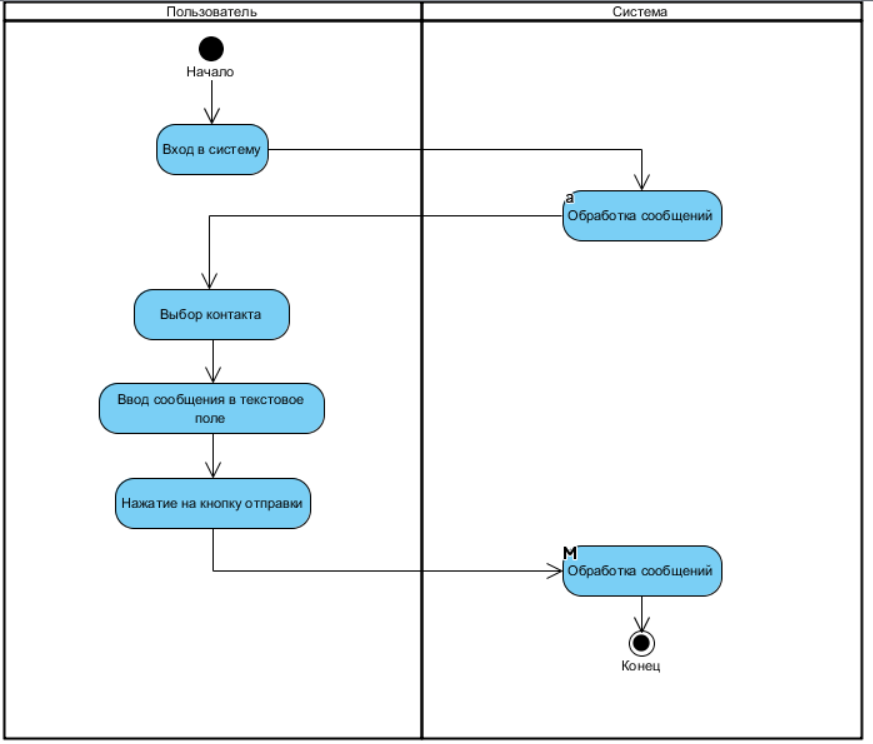 Пользователь
Система
Начало
Вход в систему
а
Обработка сообщений
Выбор контакта
Ввод сообщения в текстовое
поле
Нажатие на кнопку отправки
М
Обработка сообщений
Конец